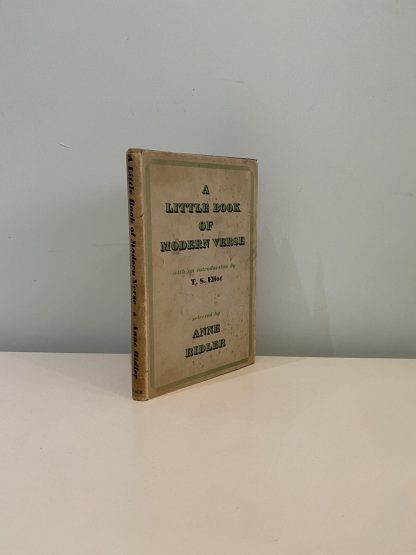 A
LITTLE BOOK
OF
MODERN VERSE
with an introduction by
T. S. Eliot
selected by
ANNE
RIDLER
A Little Book of Modern Verse Anne Ridler